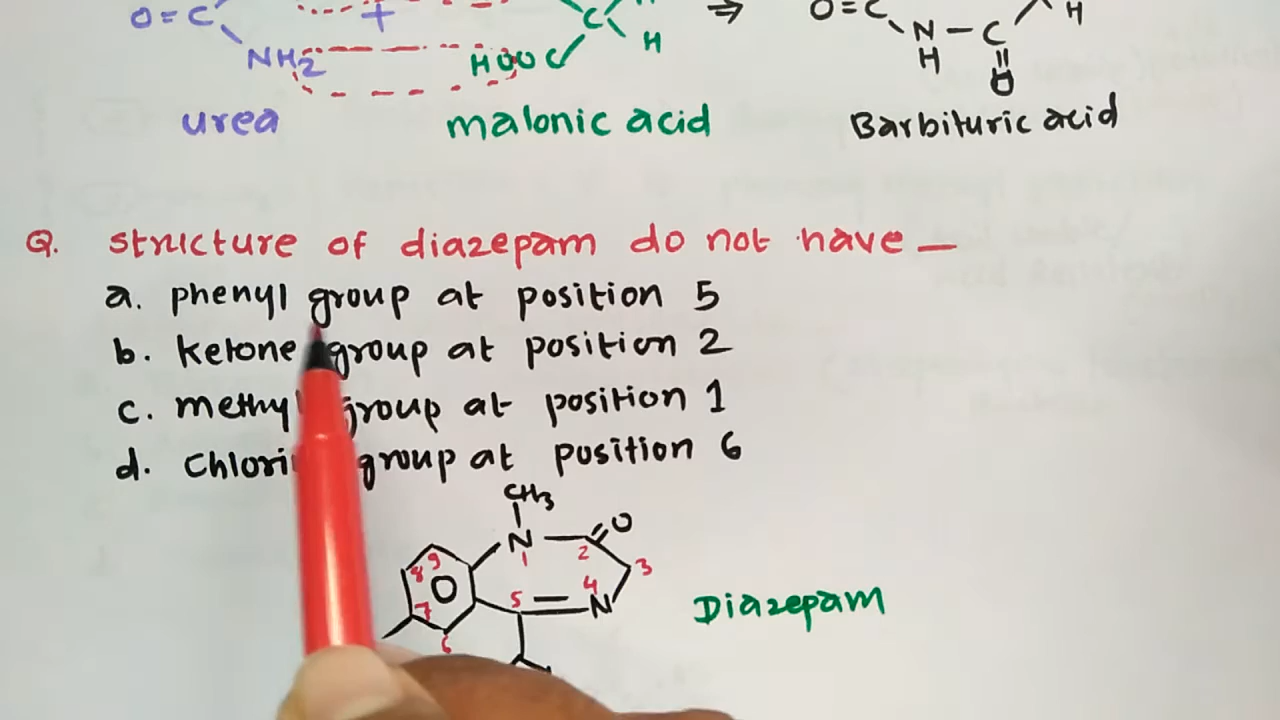 O=C + C H ⇒ O=C H
NH2 HOOC H N — C
H O
urea malonic acid Barbituric acid
Q. structure of diazepam do not have —
a. phenyl group at position 5
b. ketone group at position 2
c. methyl group at position 1
d. group at position 6
CH3
N O
1 2
9 8 3
5 4 N
7 Diazepam
6